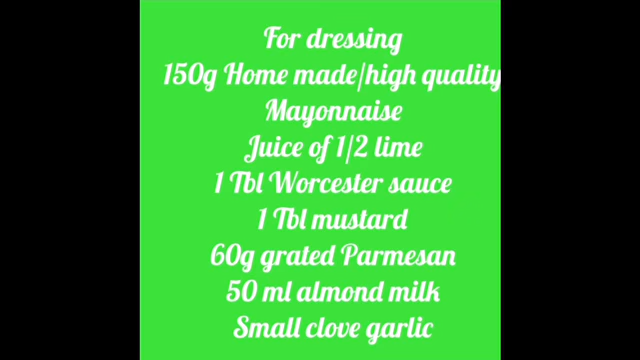 For dressing
150g Home made/high quality
Mayonnaise
Juice of 1/2 lime
1 Tbl Worcester sauce
1 Tbl mustard
60g grated Parmesan
50 ml almond milk
Small clove garlic